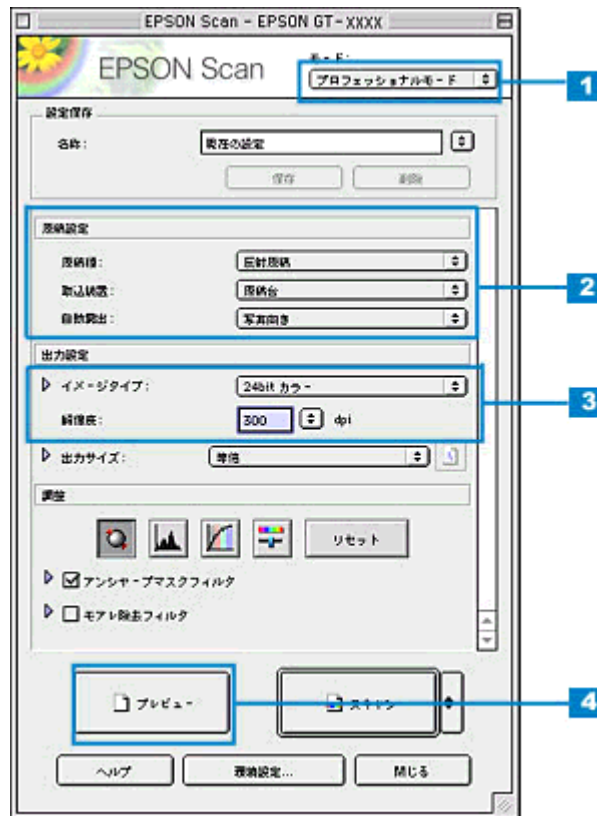 EPSON Scan - EPSON GT-XXXX
EPSON Scan
モード:
プロフェッショナルモード
1
設定保存
名称:
現在の設定
保存
削除
原稿設定
原稿種:
反射原稿
取込装置:
原稿台
2
自動露出:
写真向き
出力設定
イメージタイプ:
24bit カラー
3
解像度:
300
dpi
出力サイズ:
等倍
調整
リセット
アンシャープマスクフィルタ
モアレ除去フィルタ
プレビュー
スキャン
4
ヘルプ
環境設定...
閉じる